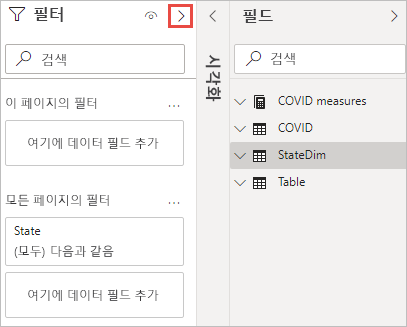 필터
검색
이 페이지의 필터
...
여기에 데이터 필드 추가
모든 페이지의 필터
...
State
(모두) 다음과 같음
여기에 데이터 필드 추가
시각화
필드
검색
COVID measures
COVID
StateDim
Table